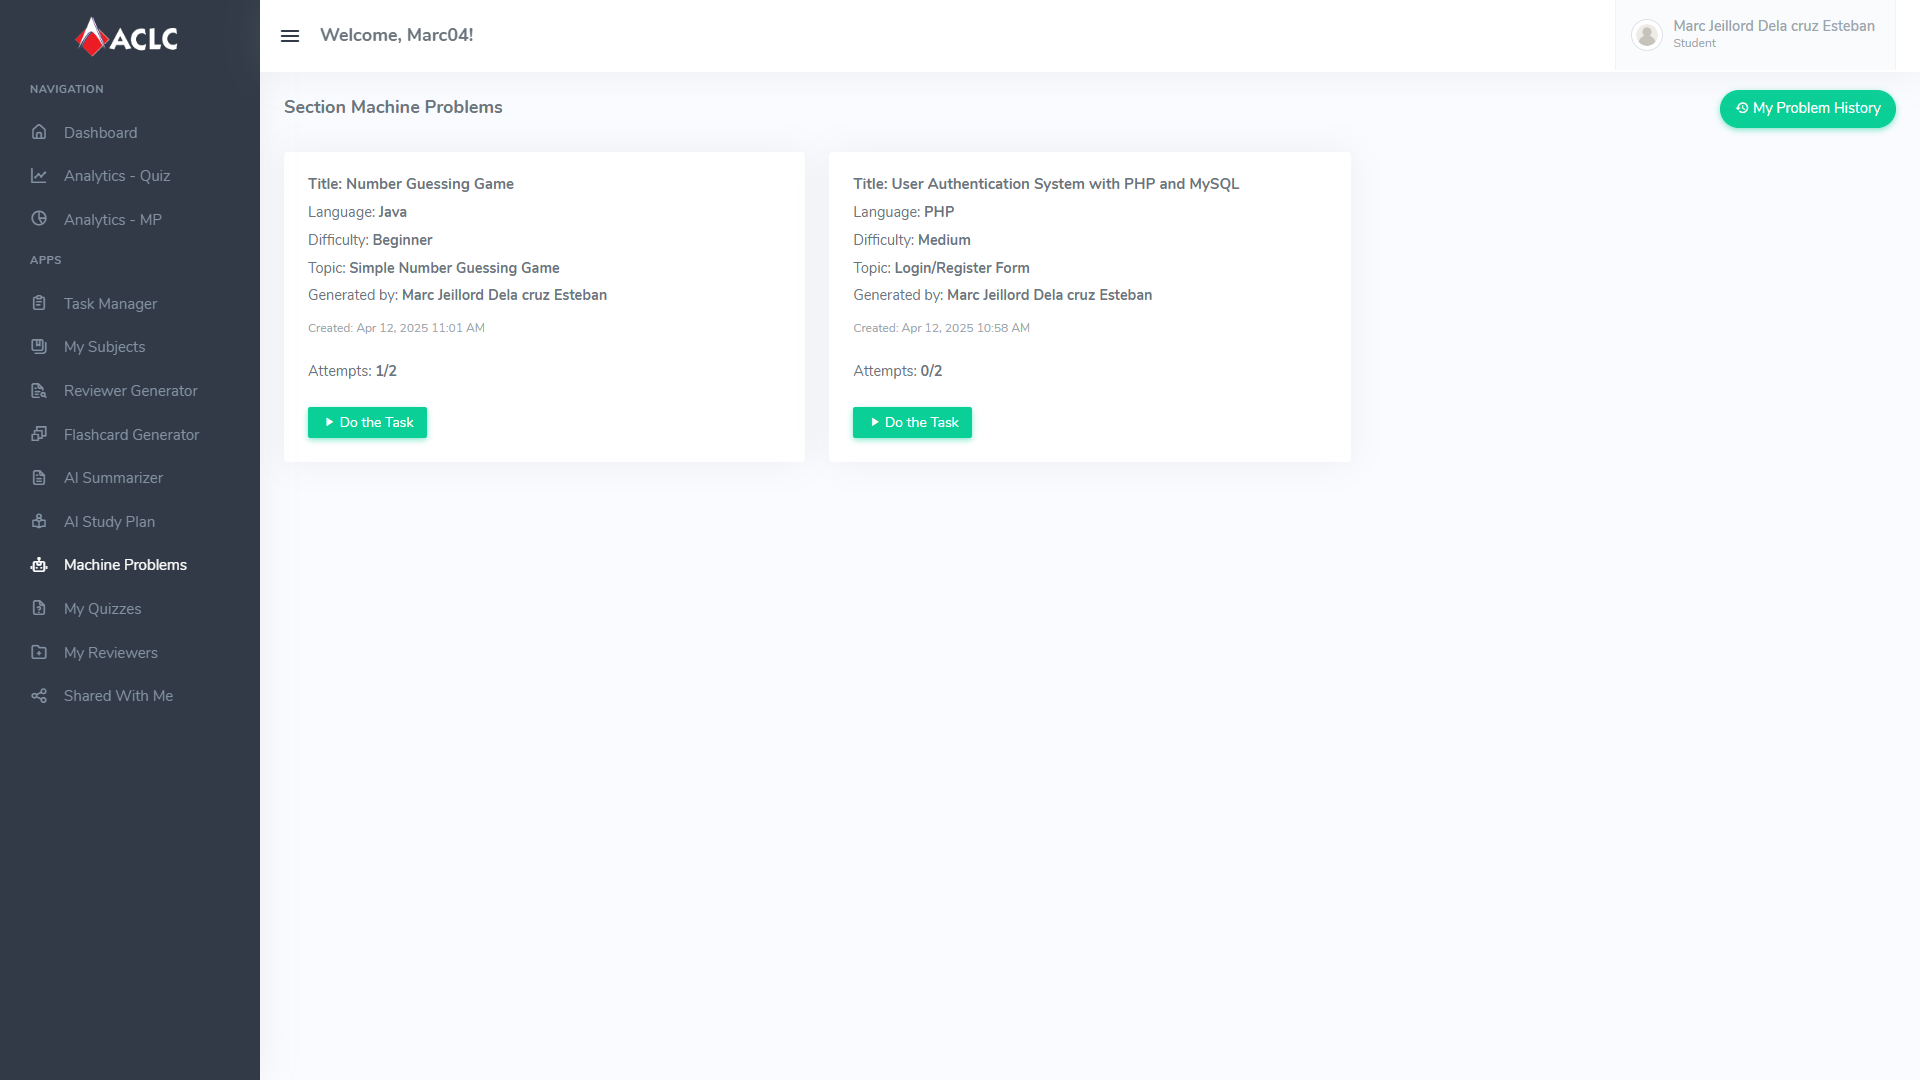 ACLC
NAVIGATION
Dashboard
Analytics - Quiz
Analytics - MP
APPS
Task Manager
My Subjects
Reviewer Generator
Flashcard Generator
AI Summarizer
AI Study Plan
Machine Problems
My Quizzes
My Reviewers
Shared With Me
Welcome, Marc04!
Marc Jeillord Dela cruz Esteban
Student
Section Machine Problems
My Problem History
Title: Number Guessing Game
Language: Java
Difficulty: Beginner
Topic: Simple Number Guessing Game
Generated by: Marc Jeillord Dela cruz Esteban
Created: Apr 12, 2025 11:01 AM
Attempts: 1/2
Do the Task
Title: User Authentication System with PHP and MySQL
Language: PHP
Difficulty: Medium
Topic: Login/Register Form
Generated by: Marc Jeillord Dela cruz Esteban
Created: Apr 12, 2025 10:58 AM
Attempts: 0/2
Do the Task